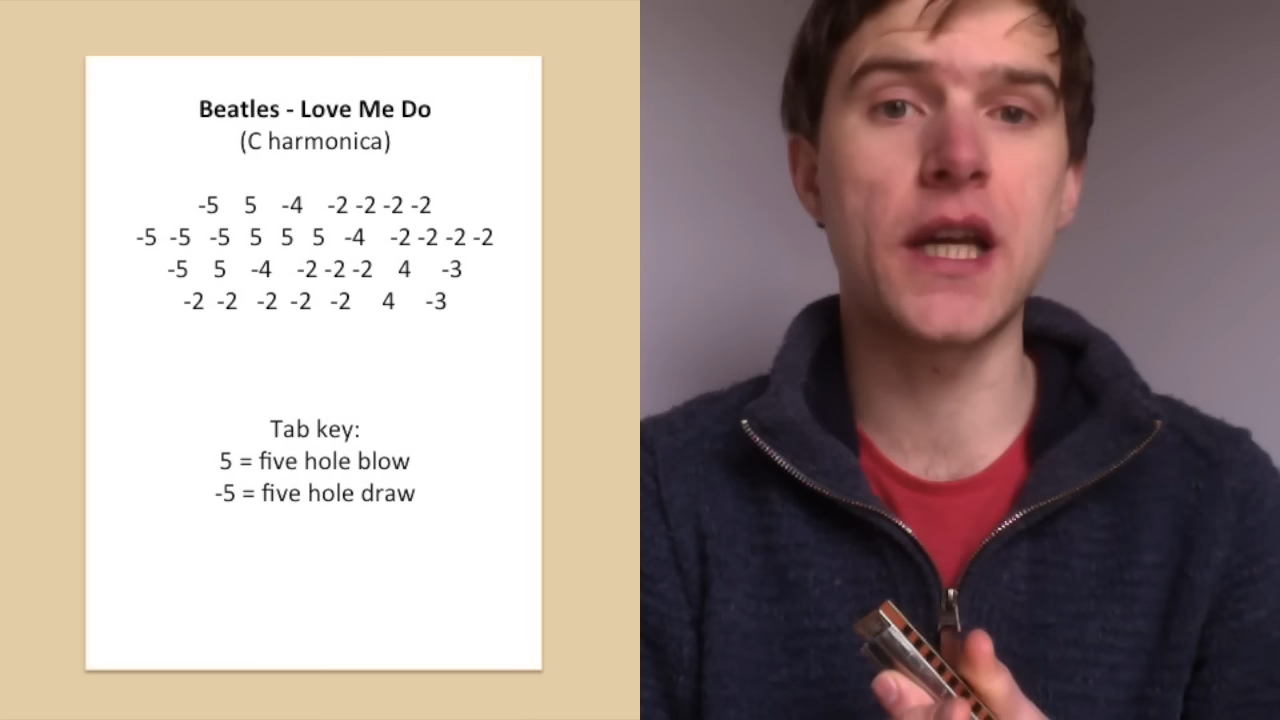 Beatles - Love Me Do
(C harmonica)
-5 5 -4 -2 -2 -2 -2
-5 -5 -5 5 5 5 -4 -2 -2 -2 -2
-5 5 -4 -2 -2 -2 4 -3
-2 -2 -2 -2 -2 4 -3
Tab key:
5 = five hole blow
-5 = five hole draw